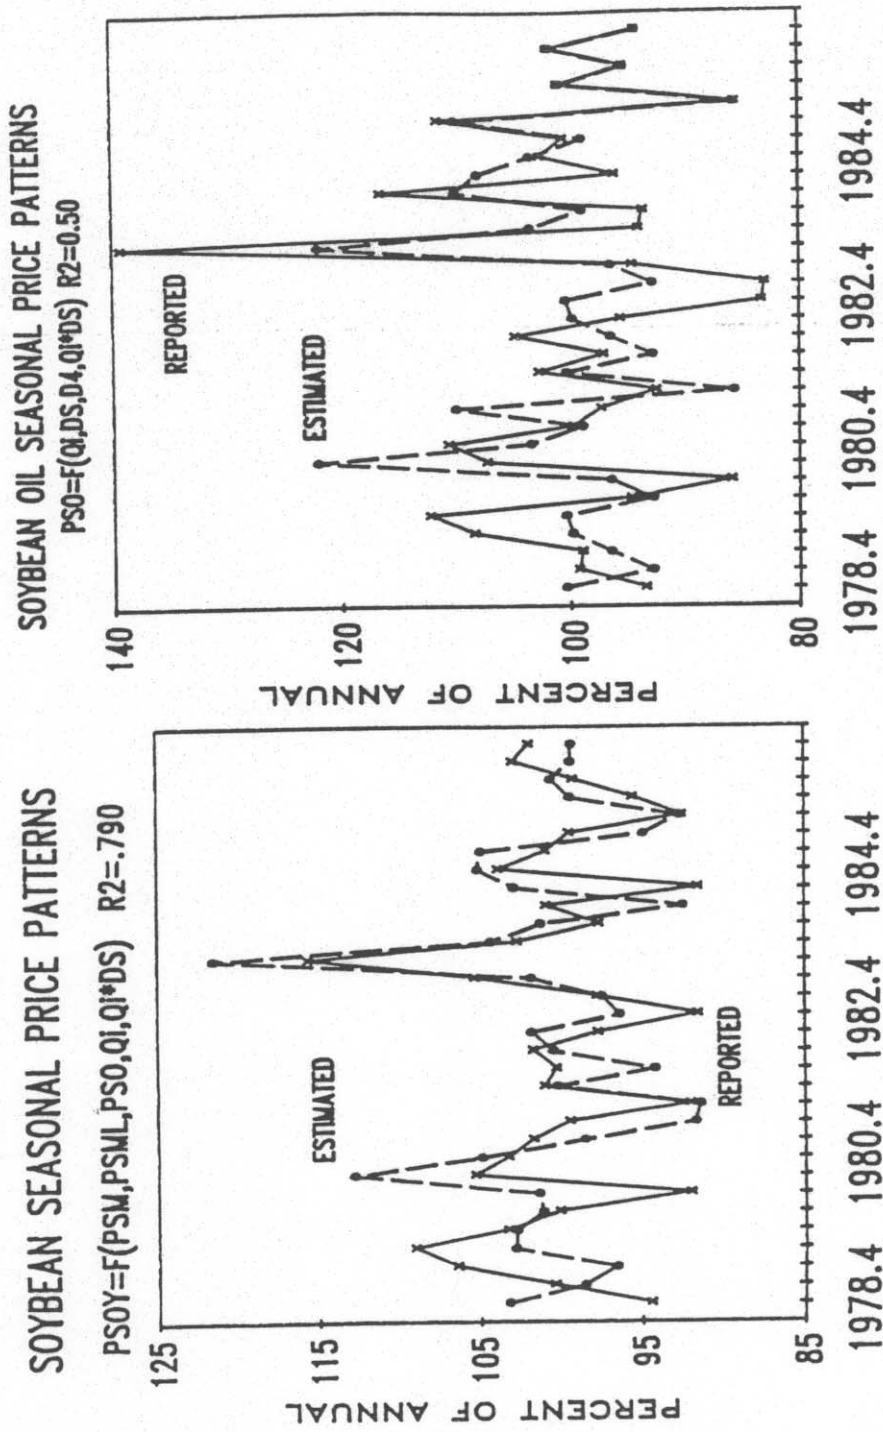 SOYBEAN SEASONAL PRICE PATTERNS
PSOY=F(PSM,PSML,PSO,QI,QI*DS) R2=.790
125
115
105
95
85
PERCENT OF ANNUAL
ESTIMATED
REPORTED
1978.4 1980.4 1982.4 1984.4
SOYBEAN OIL SEASONAL PRICE PATTERNS
PSO=F(QI,DS,D4,QI*DS) R2=0.50
140
120
100
80
PERCENT OF ANNUAL
REPORTED
ESTIMATED
1978.4 1980.4 1982.4 1984.4